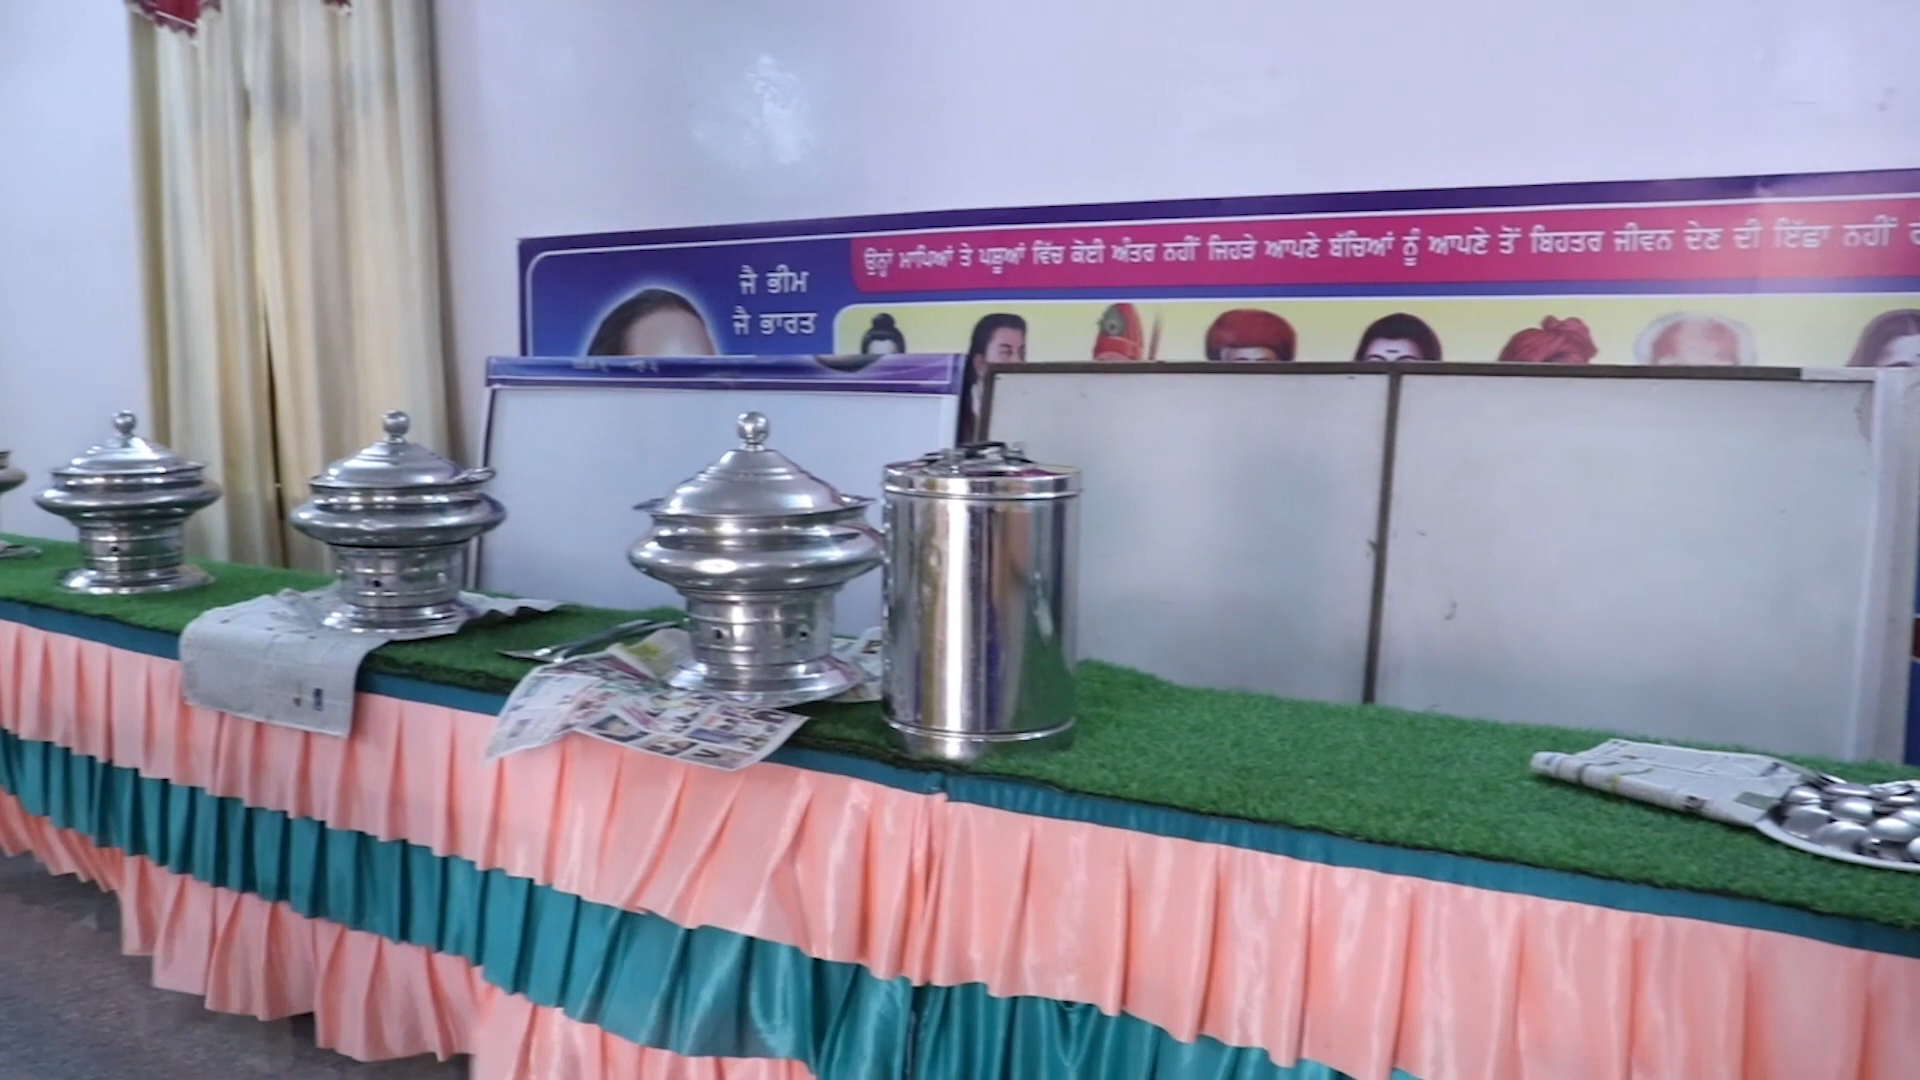 ਜੈ ਭੀਮ
ਜੈ ਭਾਰਤ
ਉਨ੍ਹਾਂ ਮਾਪਿਆਂ ਤੇ ਪਸ਼ੂਆਂ ਵਿੱਚ ਕੋਈ ਅੰਤਰ ਨਹੀਂ ਜਿਹੜੇ ਆਪਣੇ ਬੱਚਿਆਂ ਨੂੰ ਆਪਣੇ ਤੋਂ ਬਿਹਤਰ ਜੀਵਨ ਦੇਣ ਦੀ ਇੱਛਾ ਨਹੀਂ